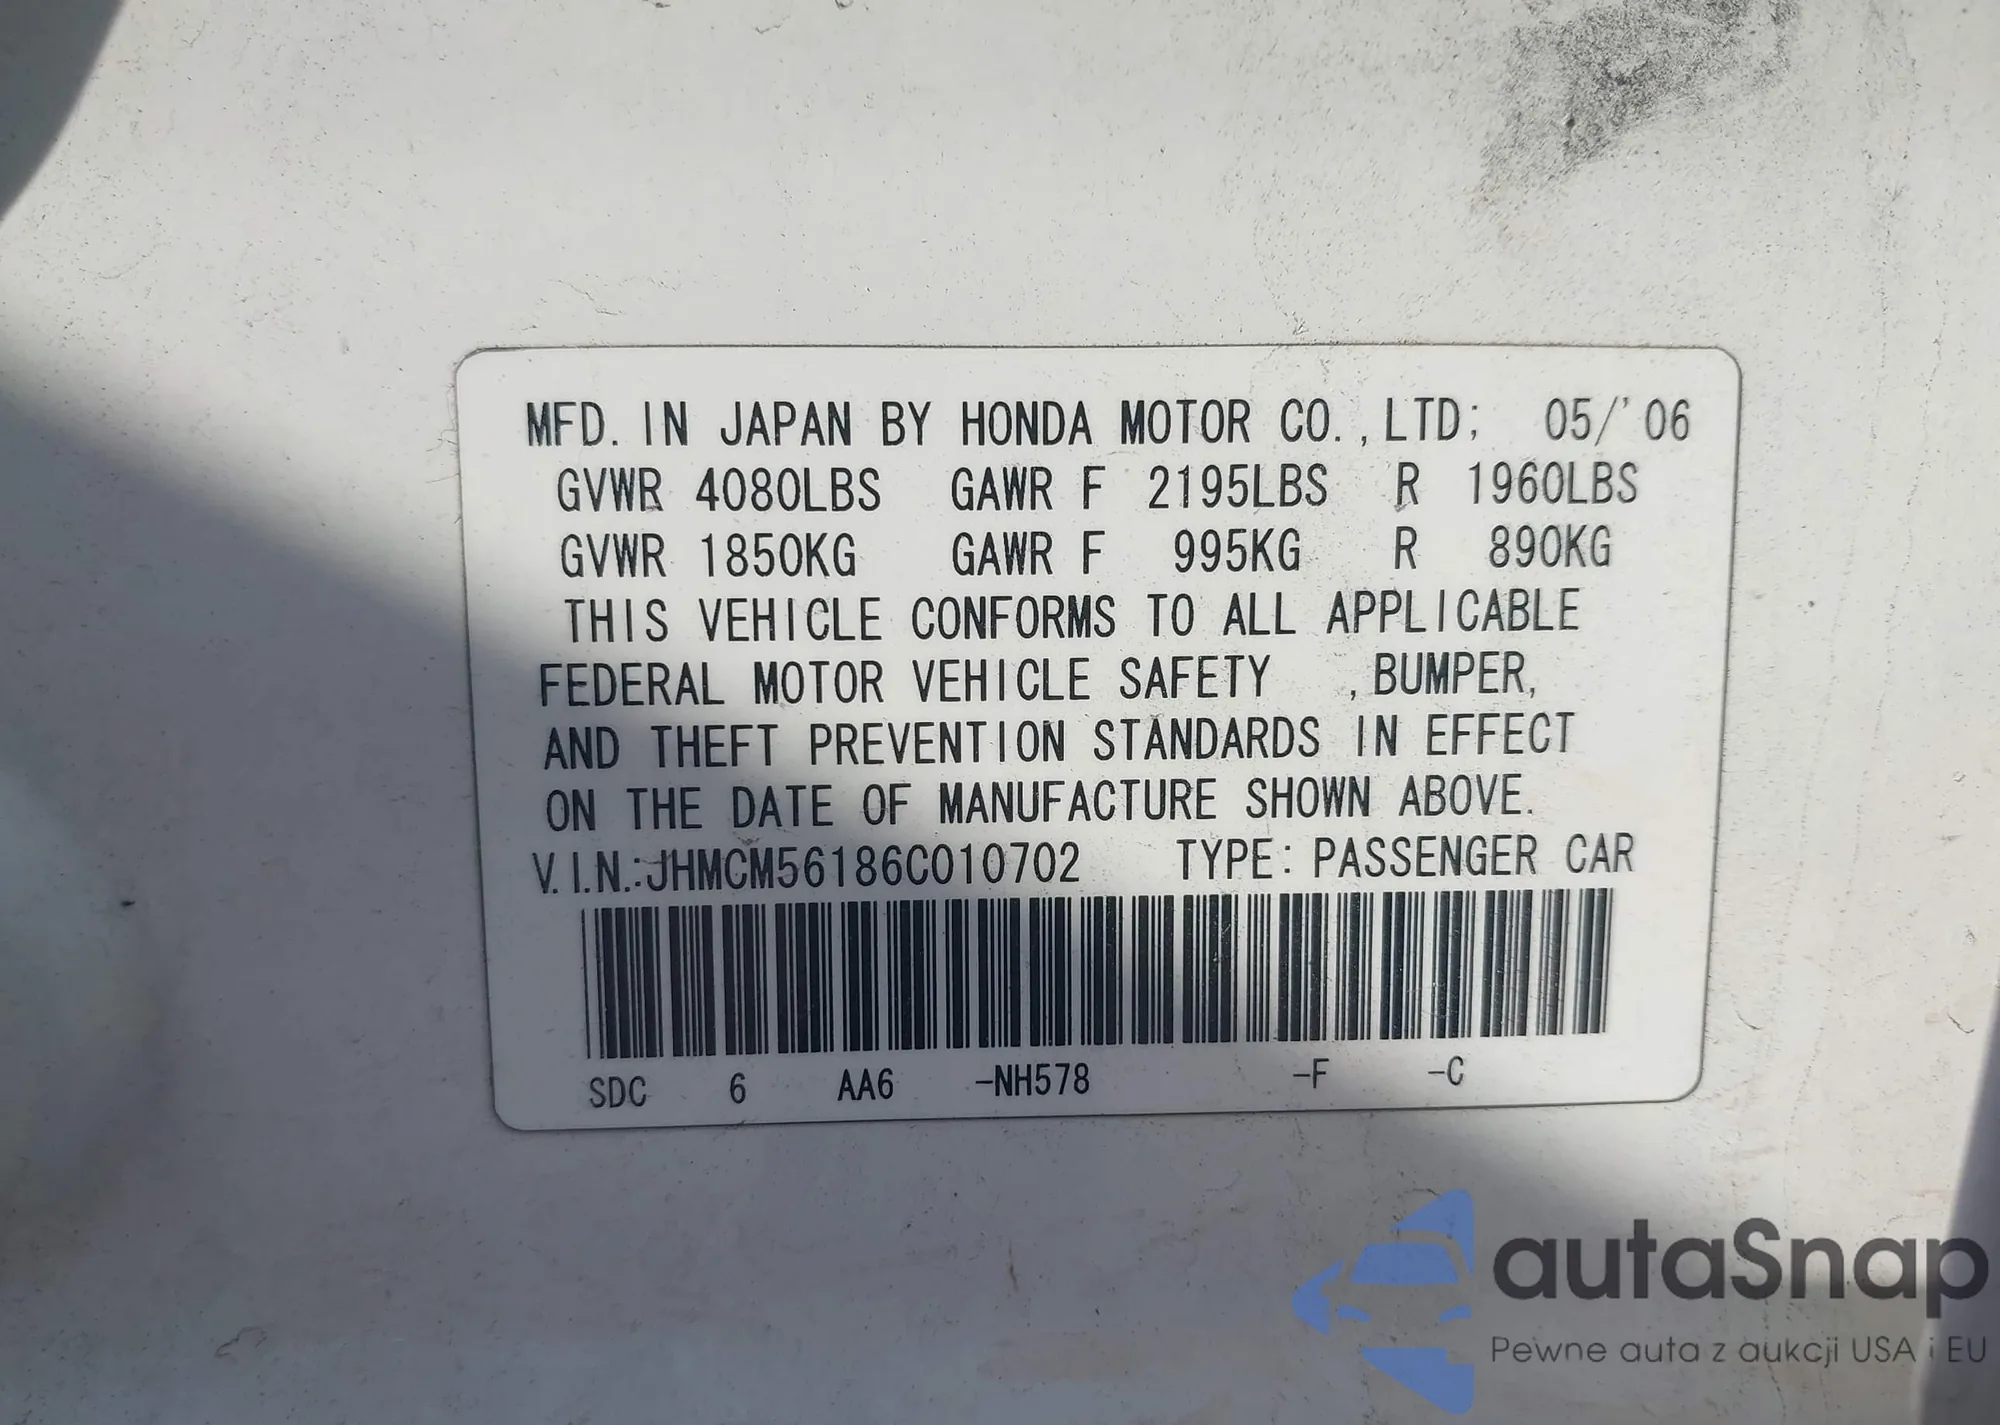 MFD. IN JAPAN BY HONDA MOTOR CO.,LTD; 05/'06
GVWR 4080LBS GAWR F 2195LBS R 1960LBS
GVWR 1850KG GAWR F 995KG R 890KG
THIS VEHICLE CONFORMS TO ALL APPLICABLE
FEDERAL MOTOR VEHICLE SAFETY ,BUMPER,
AND THEFT PREVENTION STANDARDS IN EFFECT
ON THE DATE OF MANUFACTURE SHOWN ABOVE.
V.I.N.:JHMCM56186C010702 TYPE: PASSENGER CAR
SDC 6 AA6 -NH578 -F -C
autaSnap
Pewne auta z aukcji USA i EU